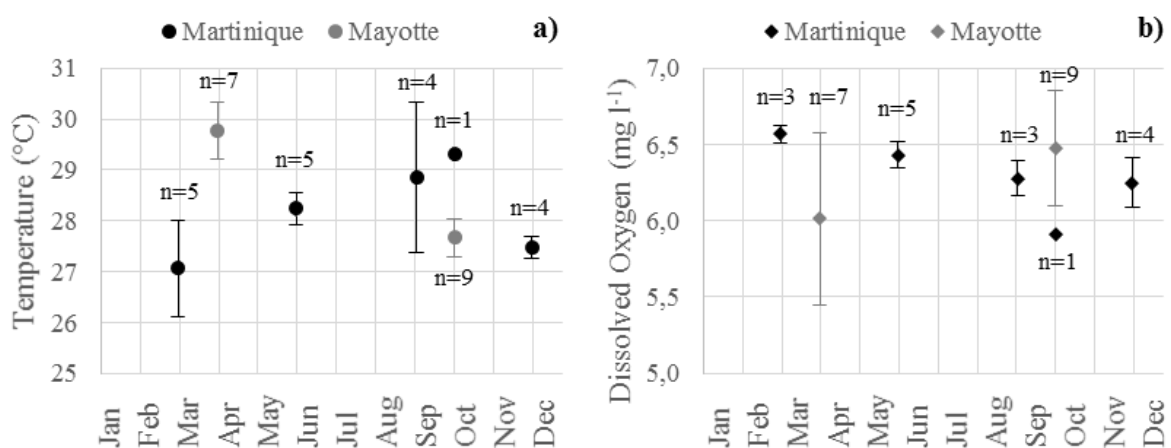 Martinique Mayotte a)
Temperature (°C)
31
30
29
28
27
26
25
n=5
n=7
n=5
n=4
n=1
n=9
n=4
Jan
Feb
Mar
Apr
May
Jun
Jul
Aug
Sep
Oct
Nov
Dec
Martinique Mayotte b)
Dissolved Oxygen (mg l-1)
7,0
6,5
6,0
5,5
5,0
n=3
n=7
n=5
n=3
n=9
n=1
n=4
Jan
Feb
Mar
Apr
May
Jun
Jul
Aug
Sep
Oct
Nov
Dec